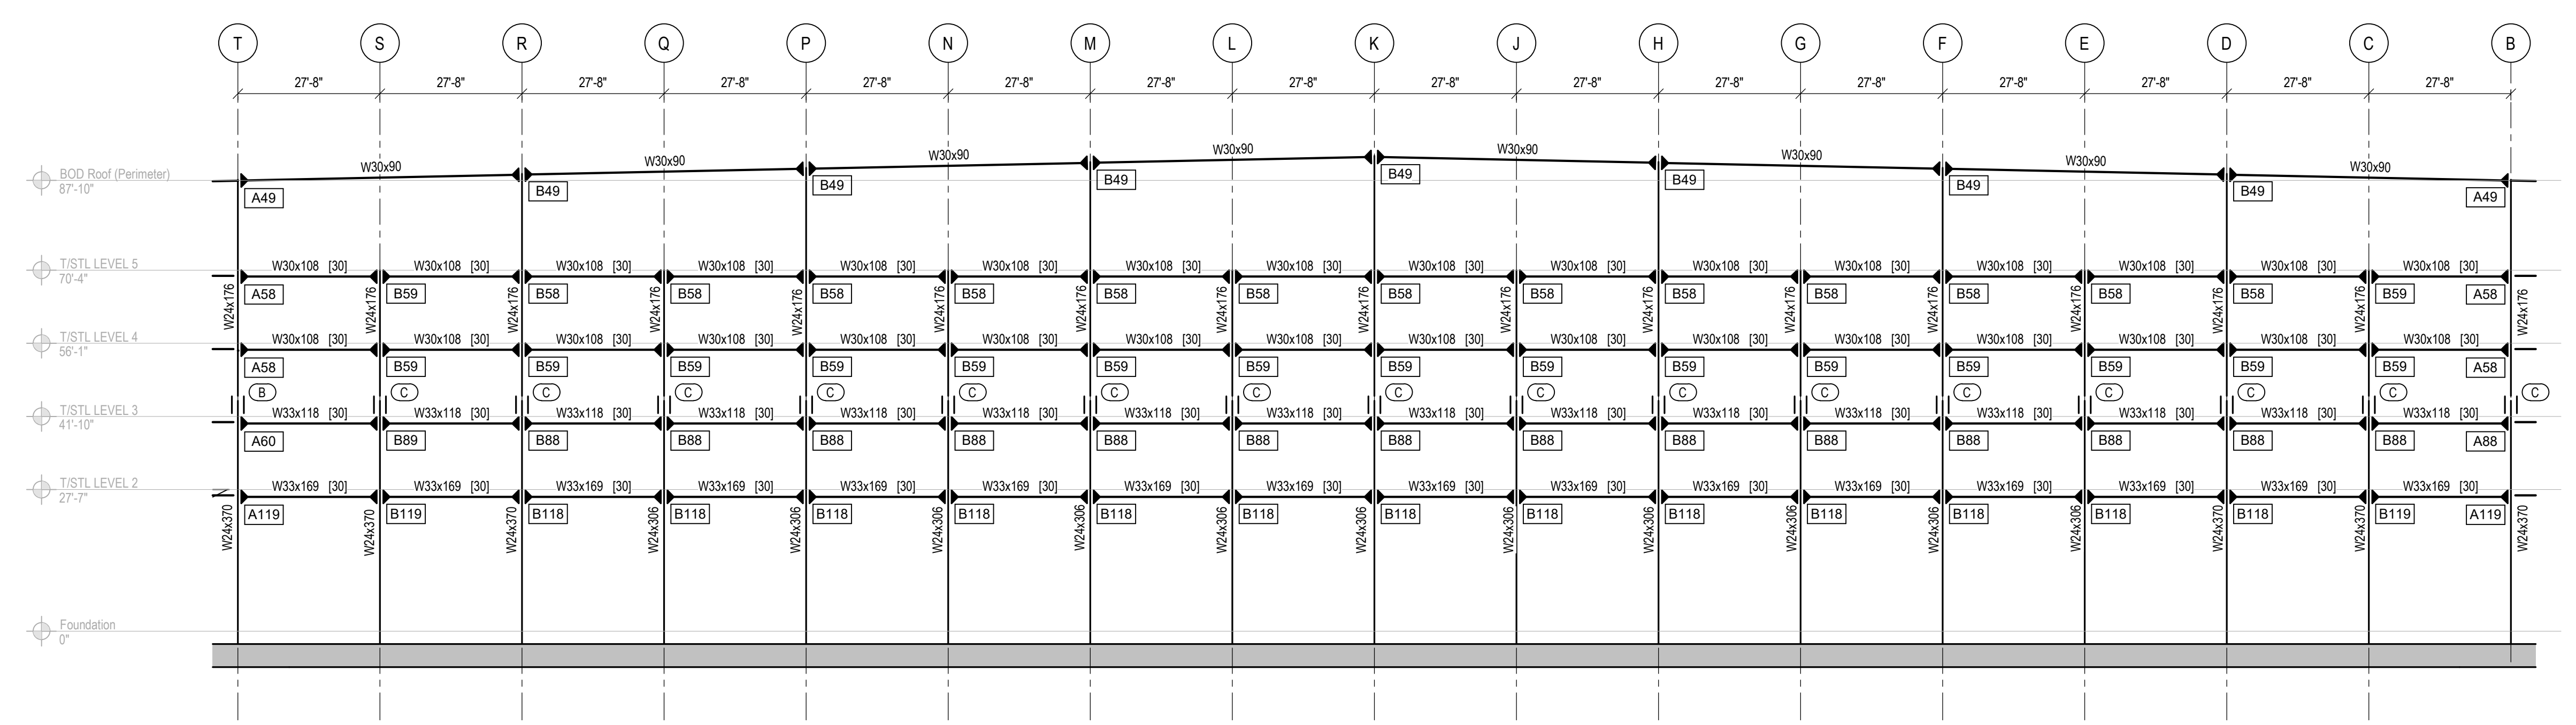 T S R Q P N M L K J H G F E D C B
27'-8" 27'-8" 27'-8" 27'-8" 27'-8" 27'-8" 27'-8" 27'-8" 27'-8" 27'-8" 27'-8" 27'-8" 27'-8" 27'-8" 27'-8" 27'-8"
W30x90 W30x90 W30x90 W30x90 W30x90 W30x90 W30x90 W30x90
BOD Roof (Perimeter)
87'-10"
A49 B49 B49 B49 B49 B49 B49 B49 A49
T/STL LEVEL 5
70'-4"
W30x108 [30] W30x108 [30] W30x108 [30] W30x108 [30] W30x108 [30] W30x108 [30] W30x108 [30] W30x108 [30] W30x108 [30] W30x108 [30] W30x108 [30] W30x108 [30] W30x108 [30] W30x108 [30] W30x108 [30] W30x108 [30]
A58 B59 B58 B58 B58 B58 B58 B58 B58 B58 B58 B58 B58 B58 B58 B59 A58
W24x176 W24x176 W24x176 W24x176 W24x176 W24x176 W24x176 W24x176 W24x176 W24x176 W24x176 W24x176 W24x176 W24x176 W24x176 W24x176 W24x176
T/STL LEVEL 4
56'-1"
W30x108 [30] W30x108 [30] W30x108 [30] W30x108 [30] W30x108 [30] W30x108 [30] W30x108 [30] W30x108 [30] W30x108 [30] W30x108 [30] W30x108 [30] W30x108 [30] W30x108 [30] W30x108 [30] W30x108 [30] W30x108 [30]
A58 B59 B59 B59 B59 B59 B59 B59 B59 B59 B59 B59 B59 B59 B59 B59 A58
B C C C C C C C C C C C C C C C C
T/STL LEVEL 3
41'-10"
W33x118 [30] W33x118 [30] W33x118 [30] W33x118 [30] W33x118 [30] W33x118 [30] W33x118 [30] W33x118 [30] W33x118 [30] W33x118 [30] W33x118 [30] W33x118 [30] W33x118 [30] W33x118 [30] W33x118 [30] W33x118 [30]
A60 B89 B88 B88 B88 B88 B88 B88 B88 B88 B88 B88 B88 B88 B88 B88 A88
T/STL LEVEL 2
27'-7"
W33x169 [30] W33x169 [30] W33x169 [30] W33x169 [30] W33x169 [30] W33x169 [30] W33x169 [30] W33x169 [30] W33x169 [30] W33x169 [30] W33x169 [30] W33x169 [30] W33x169 [30] W33x169 [30] W33x169 [30] W33x169 [30]
A119 B119 B118 B118 B118 B118 B118 B118 B118 B118 B118 B118 B118 B118 B118 B119 A119
W24x370 W24x370 W24x370 W24x306 W24x306 W24x306 W24x306 W24x306 W24x306 W24x306 W24x306 W24x306 W24x306 W24x306 W24x370 W24x370 W24x370
Foundation
0"